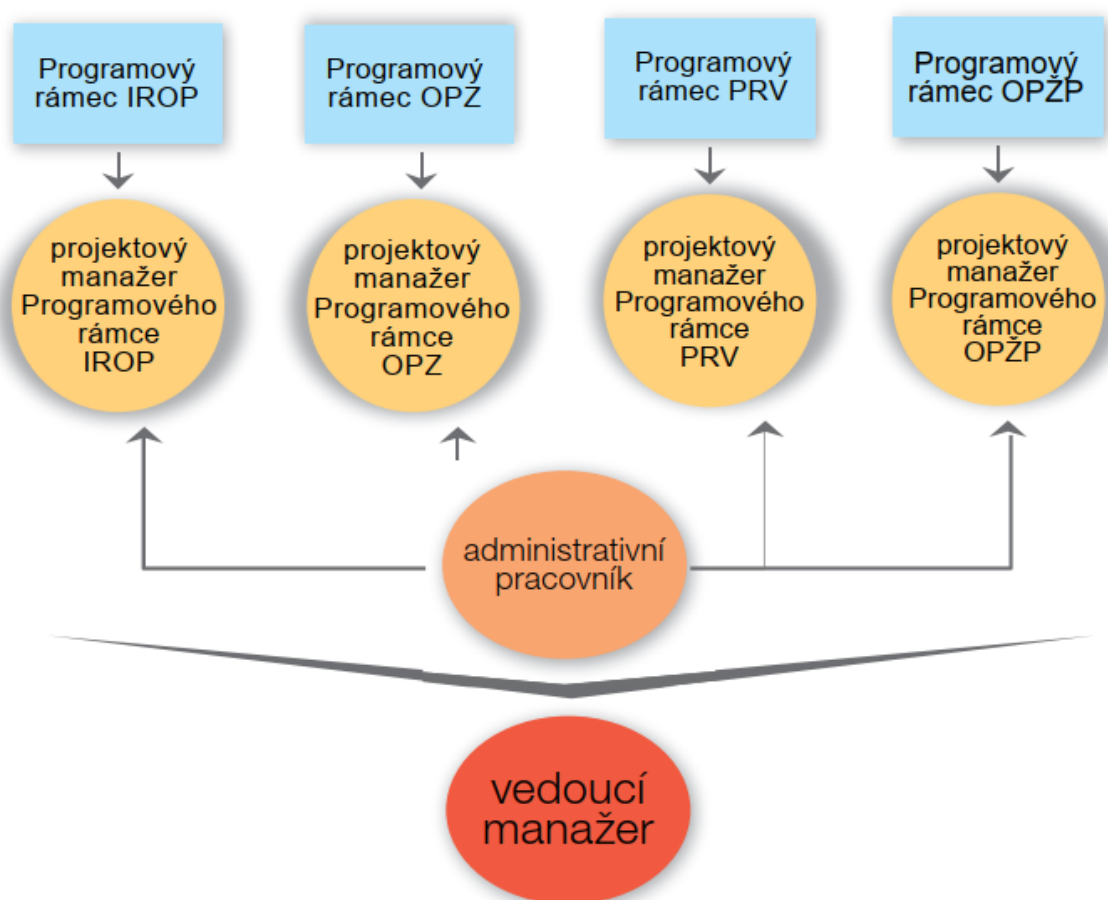 Programový
rámec IROP
Programový
rámec OPZ
Programový
rámec PRV
Programový
rámec OPŽP
projektový
manažer
Programového
rámce
IROP
projektový
manažer
Programového
rámce
OPZ
projektový
manažer
Programového
rámce
PRV
projektový
manažer
Programového
rámce
OPŽP
administrativní
pracovník
vedoucí
manažer